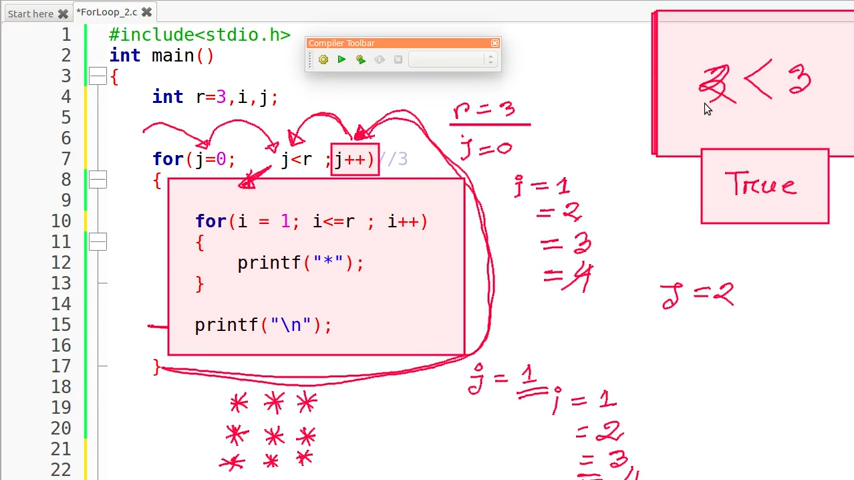 Start here
*ForLoop_2.c
1 #include<stdio.h>
2 int main()
3 {
4 int r=3,i,j;
5
6
7 for(j=0; j<r ;j++)//3
8 {
9
10 for(i = 1; i<=r ; i++)
11 {
12 printf("*");
13 }
14
15 printf("\n");
16
17 }
18
19
20
21
22
Compiler Toolbar
r = 3
j = 0
i = 1
= 2
= 3
= 4
< 3
True
J = 2
j = 1
i = 1
= 2
= 3
= 4
* * *
* * *
* * *